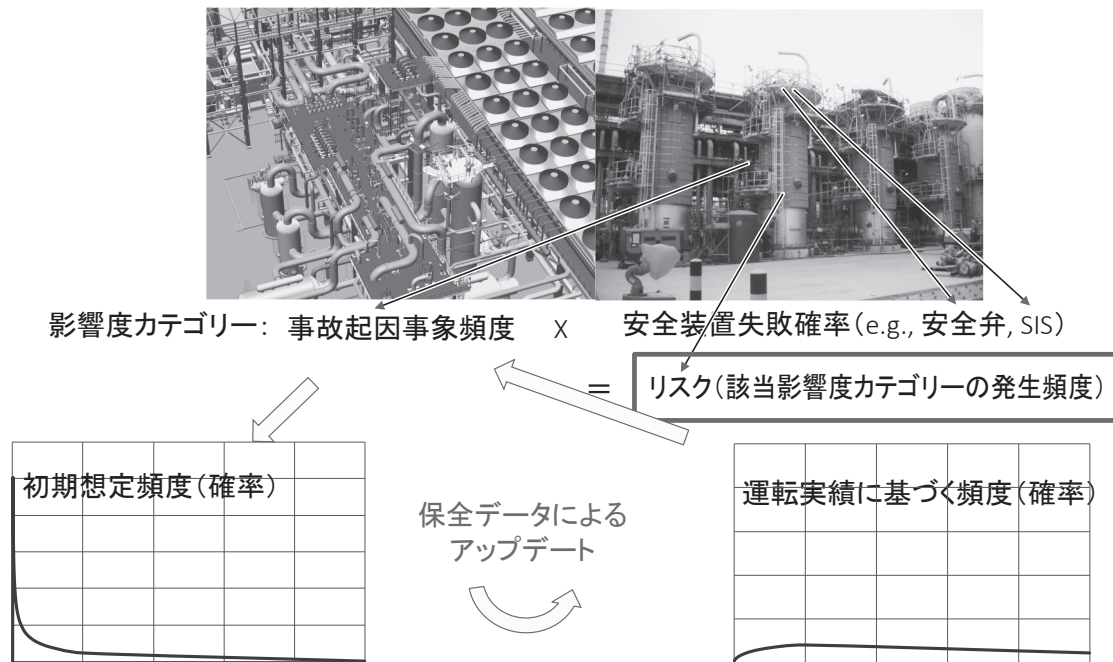 影響度カテゴリー: 事故起因事象頻度 X 安全装置失敗確率(e.g., 安全弁, SIS)
= リスク(該当影響度カテゴリーの発生頻度)
初期想定頻度(確率)
保全データによる
アップデート
運転実績に基づく頻度(確率)